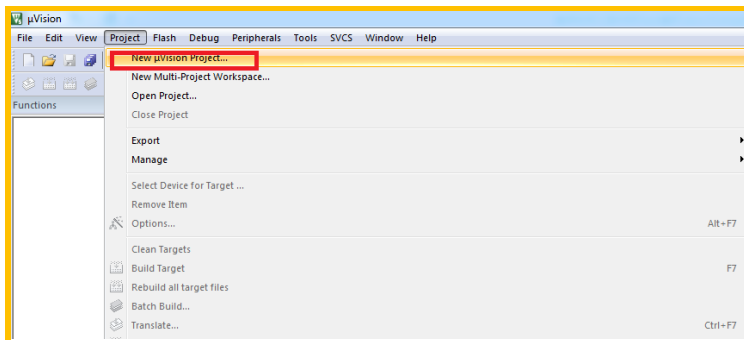 µVision
File Edit View Project Flash Debug Peripherals Tools SVCS Window Help
New µVision Project...
New Multi-Project Workspace...
Functions
Open Project...
Close Project
Export
Manage
Select Device for Target ...
Remove Item
Options... Alt+F7
Clean Targets
Build Target F7
Rebuild all target files
Batch Build...
Translate... Ctrl+F7